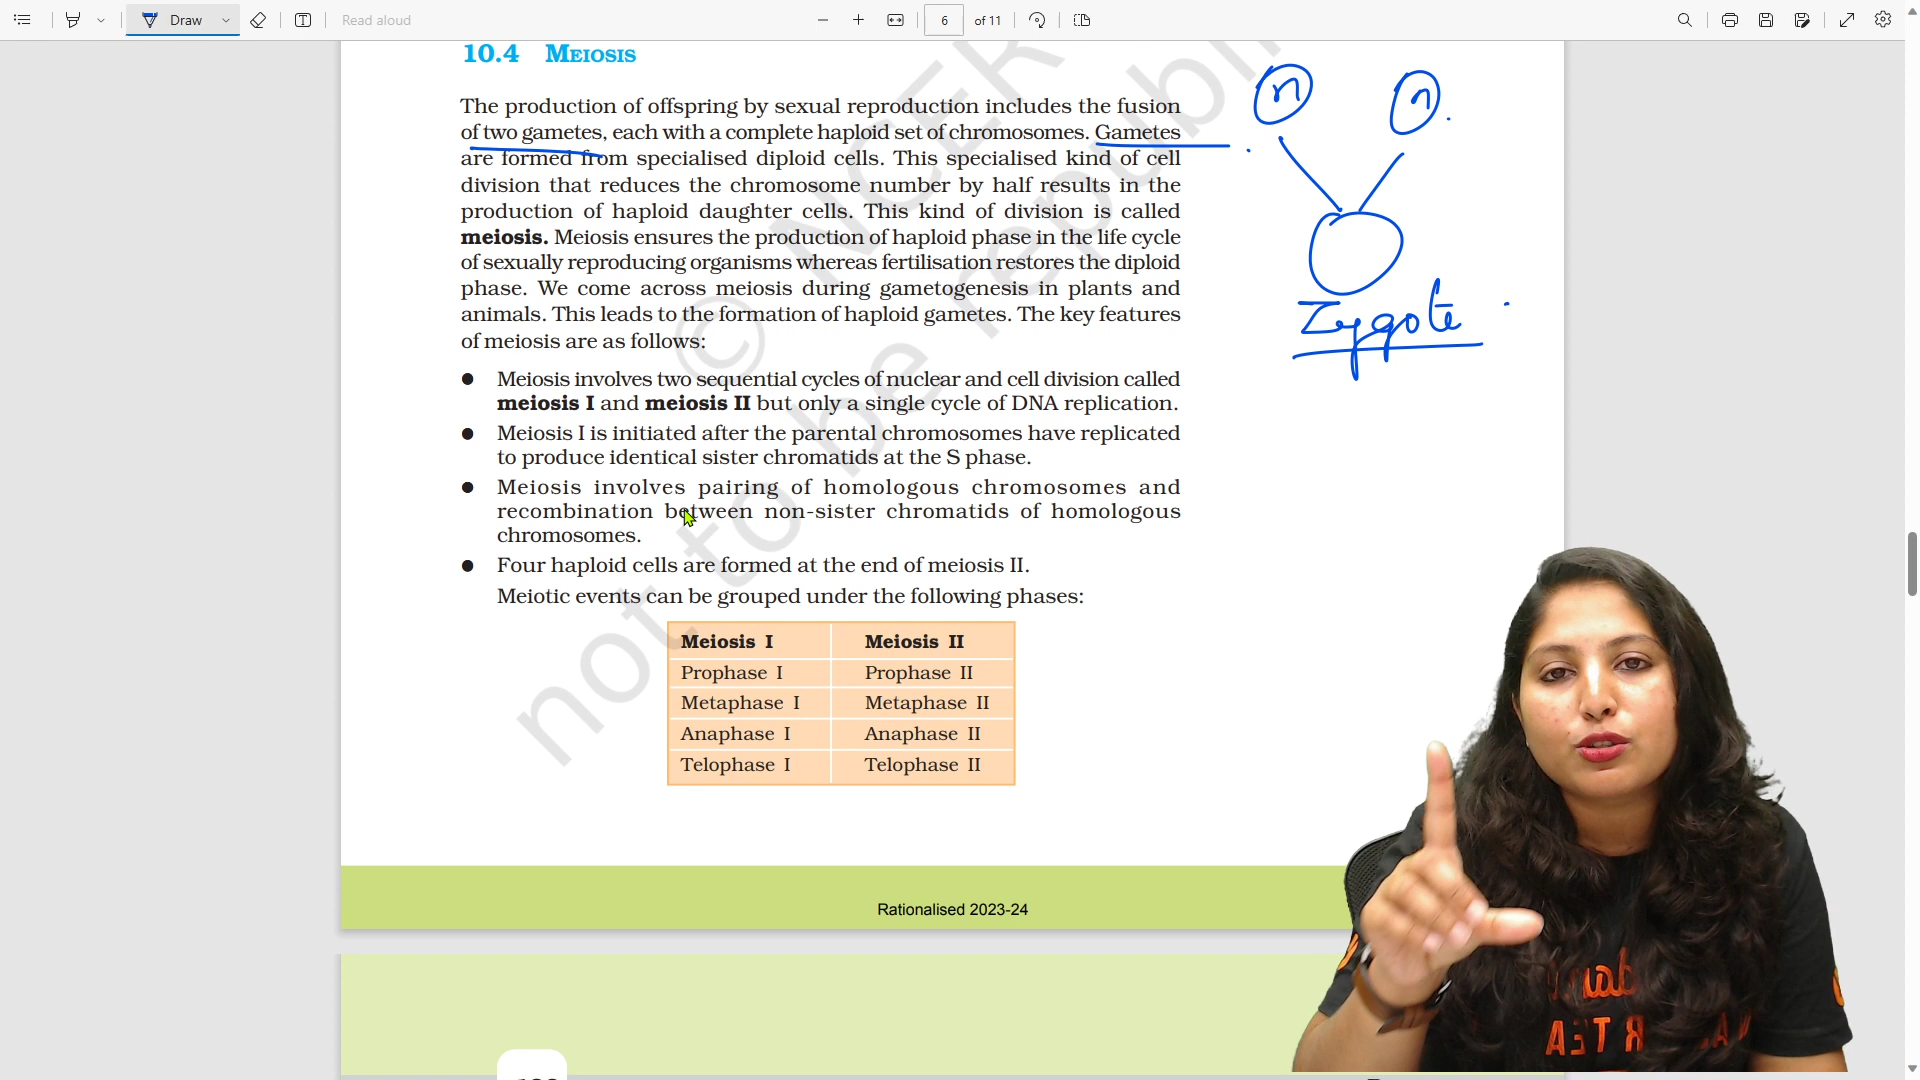 Draw
Read aloud
6
of 11
10.4 MEIOSIS
n n
The production of offspring by sexual reproduction includes the fusion
of two gametes, each with a complete haploid set of chromosomes. Gametes
are formed from specialised diploid cells. This specialised kind of cell
division that reduces the chromosome number by half results in the
production of haploid daughter cells. This kind of division is called
meiosis. Meiosis ensures the production of haploid phase in the life cycle
of sexually reproducing organisms whereas fertilisation restores the diploid
phase. We come across meiosis during gametogenesis in plants and
animals. This leads to the formation of haploid gametes. The key features
of meiosis are as follows:
Zygote
● Meiosis involves two sequential cycles of nuclear and cell division called
meiosis I and meiosis II but only a single cycle of DNA replication.
● Meiosis I is initiated after the parental chromosomes have replicated
to produce identical sister chromatids at the S phase.
● Meiosis involves pairing of homologous chromosomes and
recombination between non-sister chromatids of homologous
chromosomes.
● Four haploid cells are formed at the end of meiosis II.
Meiotic events can be grouped under the following phases:
Meiosis I Meiosis II
Prophase I Prophase II
Metaphase I Metaphase II
Anaphase I Anaphase II
Telophase I Telophase II
© NCER
not to be republi
Rationalised 2023-24